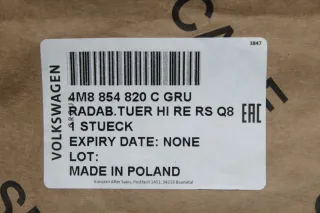 3847
VOLKSWAGEN
4M8 854 820 C GRU
RADAB.TUER HI RE RS Q8
1 STUECK
EAC
EXPIRY DATE: NONE
LOT:
MADE IN POLAND